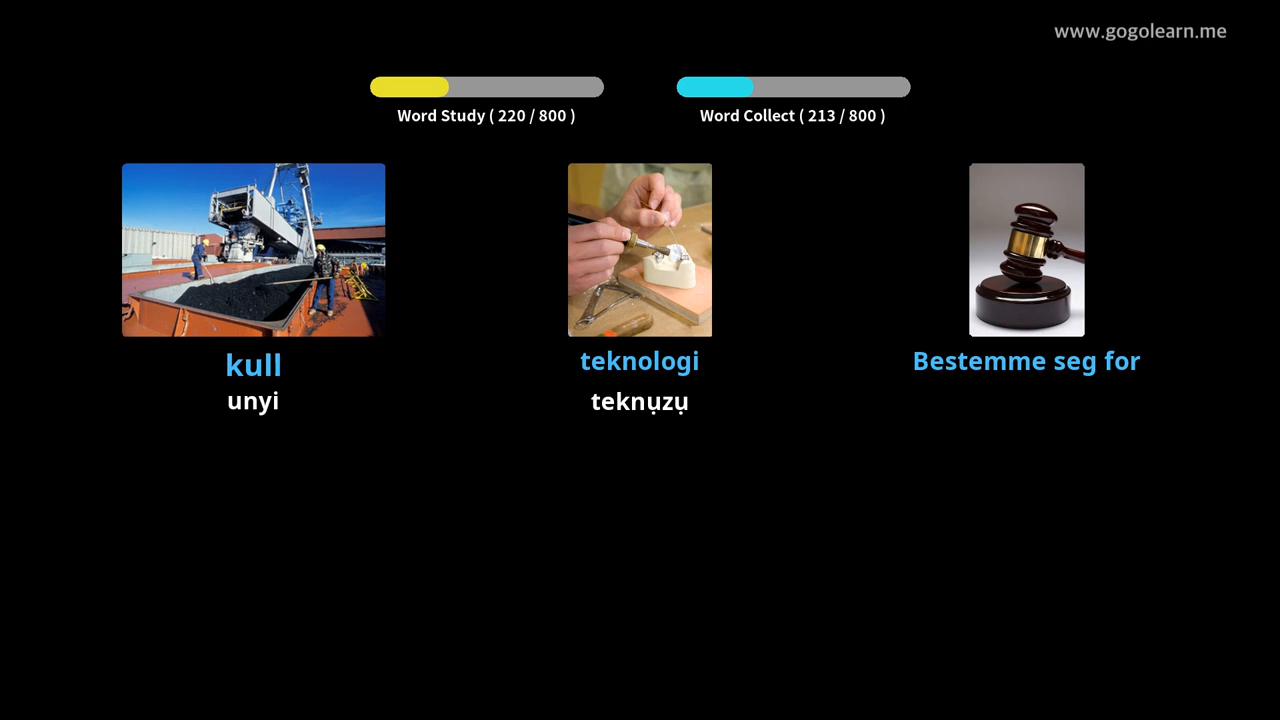 www.gogolearn.me
Word Study ( 220 / 800 )
Word Collect ( 213 / 800 )
kull
unyi
teknologi
teknụzụ
Bestemme seg for